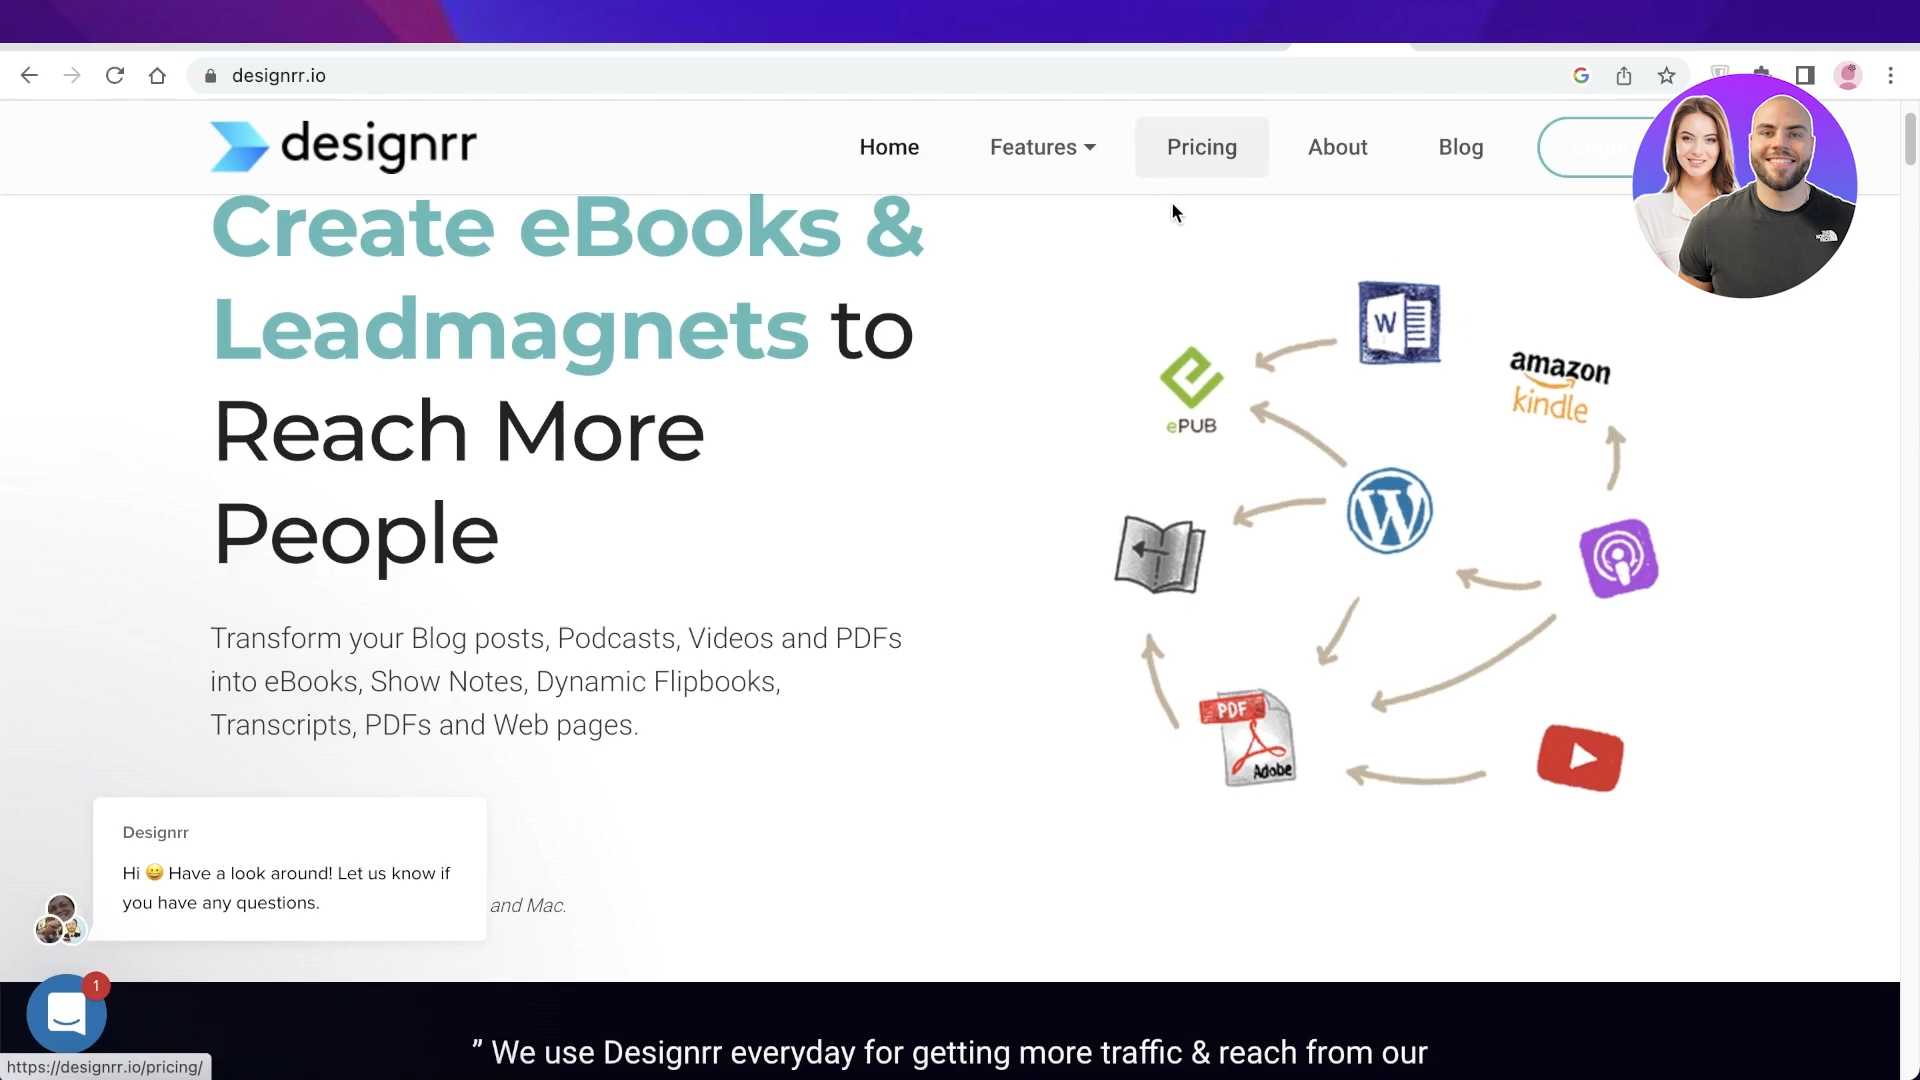 designrr.io
designrr
Home
Features
Pricing
About
Blog
Create eBooks &
Leadmagnets to
Reach More
People
Transform your Blog posts, Podcasts, Videos and PDFs
into eBooks, Show Notes, Dynamic Flipbooks,
Transcripts, PDFs and Web pages.
W
amazon
kindle
ePUB
PDF
Adobe
Designrr
Hi 😀 Have a look around! Let us know if
you have any questions.
and Mac.
1
" We use Designrr everyday for getting more traffic & reach from our
https://designrr.io/pricing/